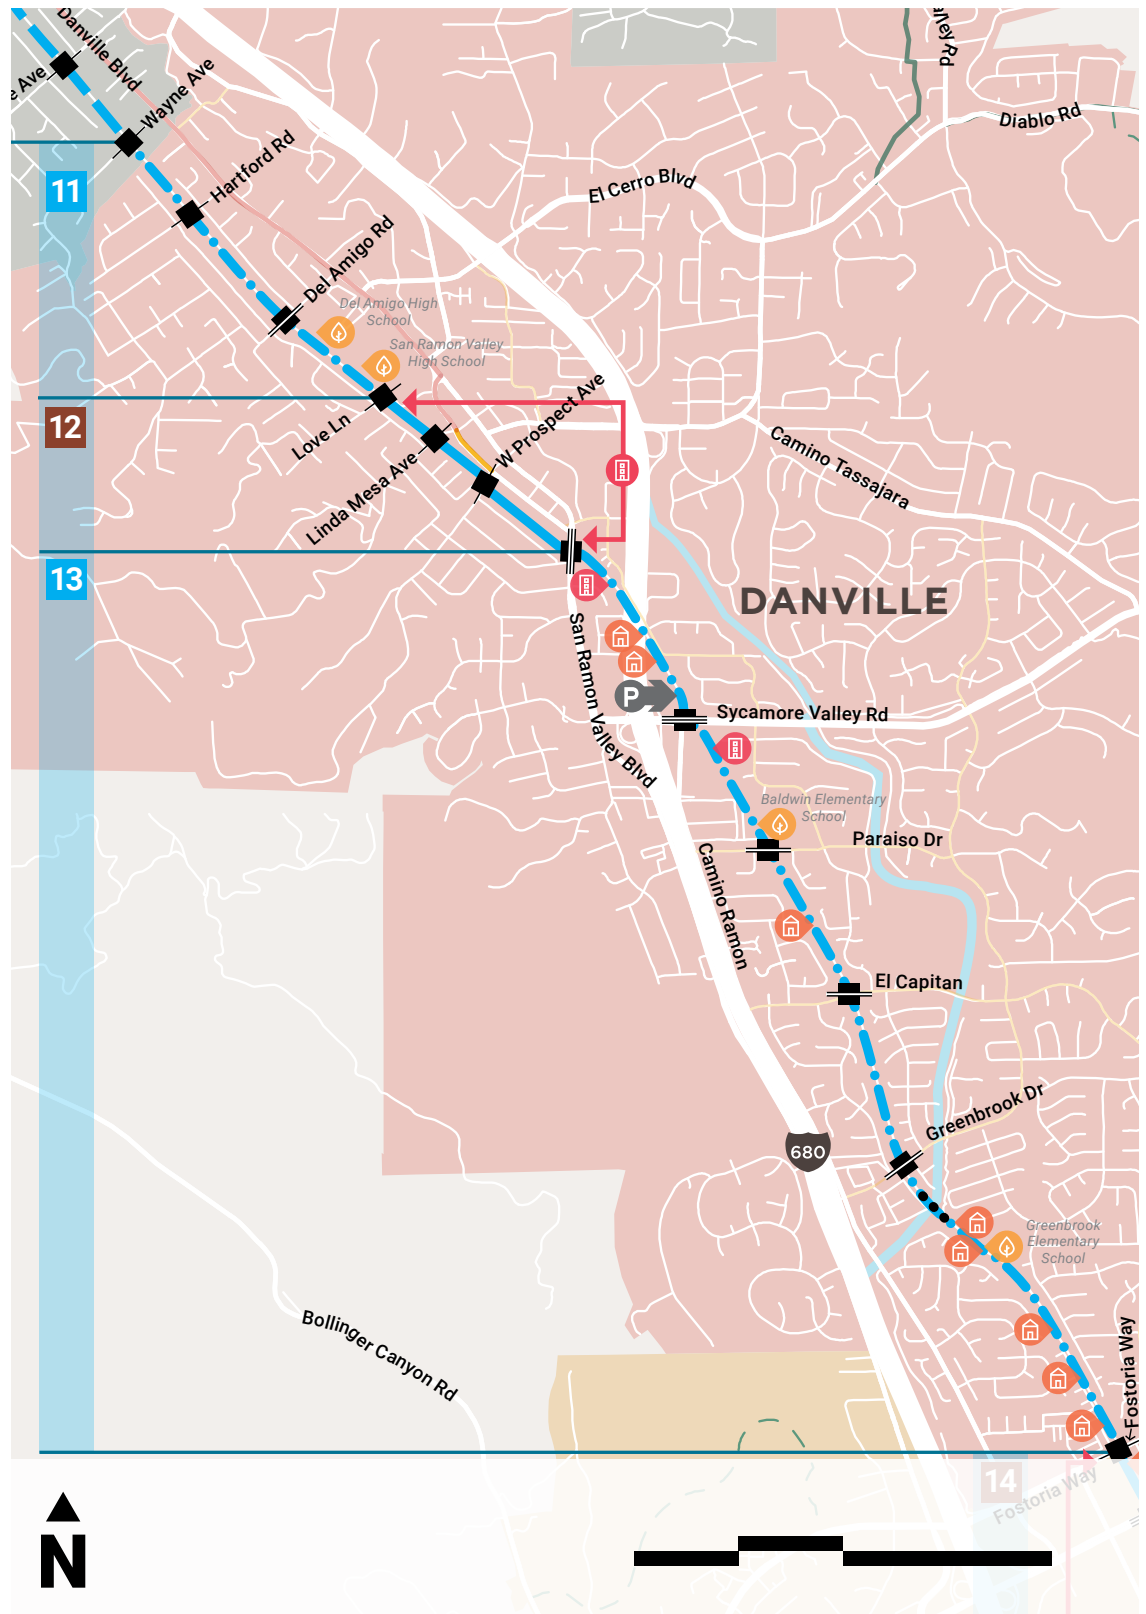 Danville Blvd
Wayne Ave
e Ave
alley Rd
Diablo Rd
11
Hartford Rd
El Cerro Blvd
Del Amigo Rd
Del Amigo High
School
San Ramon Valley
High School
12
Love Ln
Linda Mesa Ave
W Prospect Ave
Camino Tassajara
13
DANVILLE
San Ramon Valley Blvd
P
Sycamore Valley Rd
Baldwin Elementary
School
Paraiso Dr
Camino Ramon
El Capitan
Greenbrook Dr
680
Greenbrook
Elementary
School
Bollinger Canyon Rd
←Fostoria Way
14
Fostoria Way
N